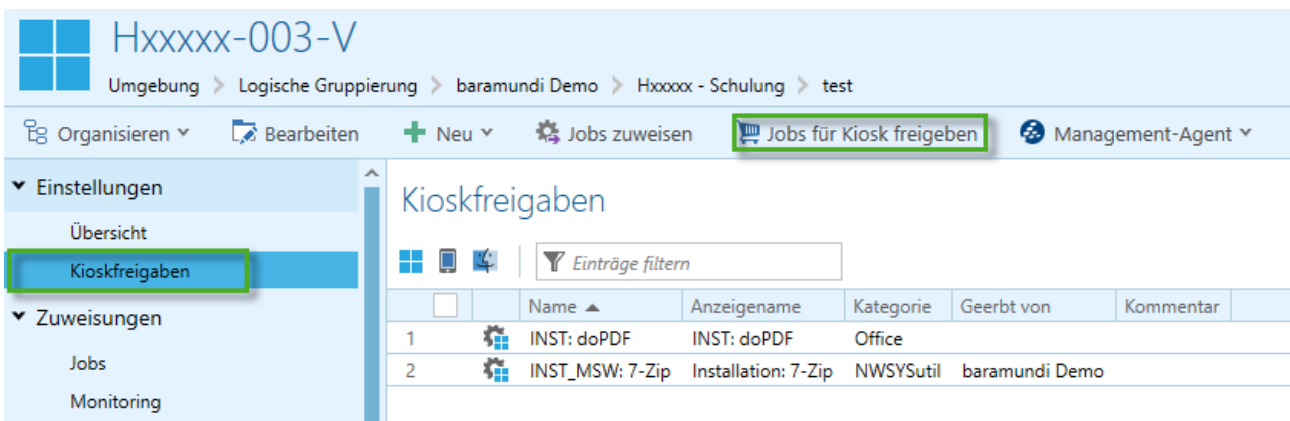 Hxxxxx-003-V
Umgebung > Logische Gruppierung > baramundi Demo > Hxxxxx - Schulung > test
Organisieren Bearbeiten Neu Jobs zuweisen Jobs für Kiosk freigeben Management-Agent
Einstellungen
Übersicht
Kioskfreigaben
Zuweisungen
Jobs
Monitoring
Kioskfreigaben
Einträge filtern
Name Anzeigename Kategorie Geerbt von Kommentar
1 INST: doPDF INST: doPDF Office
2 INST_MSW: 7-Zip Installation: 7-Zip NWSYSutil baramundi Demo